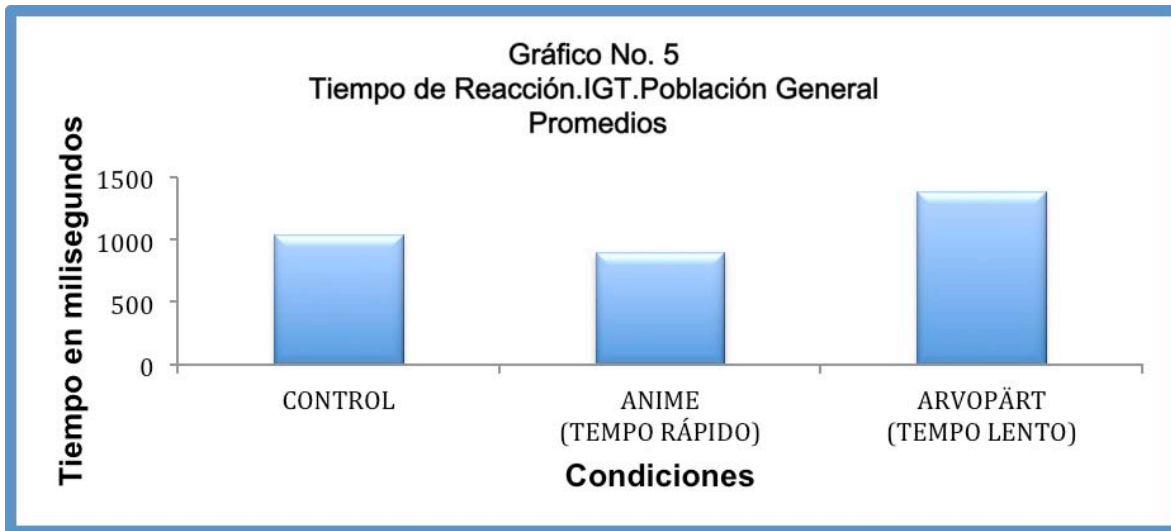 Gráfico No. 5
Tiempo de Reacción.IGT.Población General
Promedios
Tiempo en milisegundos
1500
1000
500
0
CONTROL
ANIME
(TEMPO RÁPIDO)
ARVOPÄRT
(TEMPO LENTO)
Condiciones